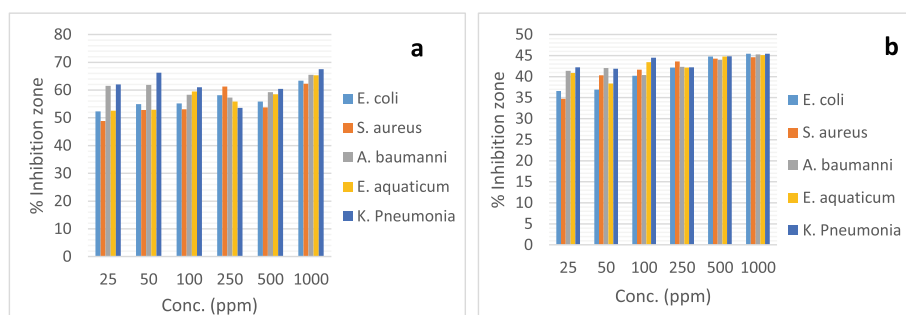 a
80
70
60
50
40
30
20
10
0
% Inhibition zone
25 50 100 250 500 1000
Conc. (ppm)
E. coli
S. aureus
A. baumanni
E. aquaticum
K. Pneumonia
b
50
45
40
35
30
25
20
15
10
5
0
% Inhibition zone
25 50 100 250 500 1000
Conc. (ppm)
E. coli
S. aureus
A. baumanni
E. aquaticum
K. Pneumonia